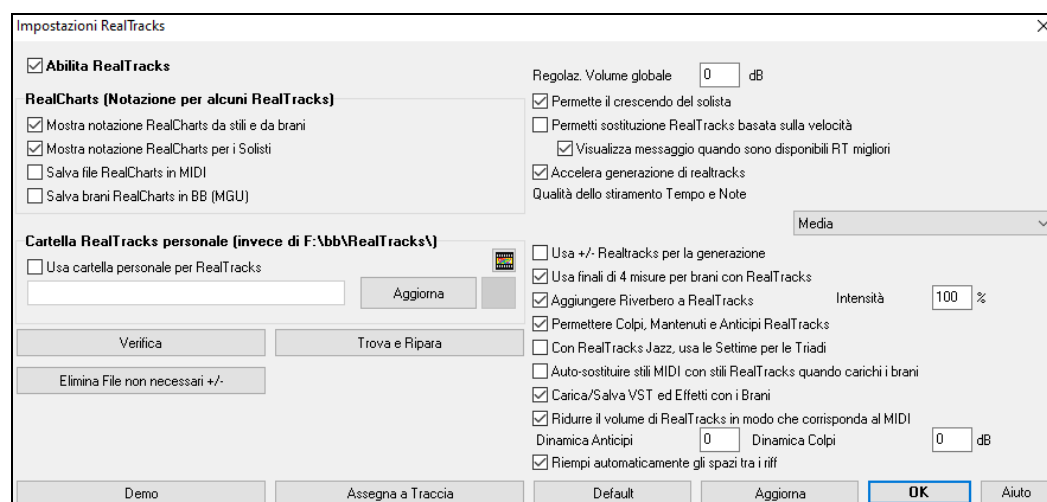 Impostazioni RealTracks
Abilita RealTracks
RealCharts (Notazione per alcuni RealTracks)
Mostra notazione RealCharts da stili e da brani
Mostra notazione RealCharts per i Solisti
Salva file RealCharts in MIDI
Salva brani RealCharts in BB (MGU)
Cartella RealTracks personale (invece di F:\bb\RealTracks\)
Usa cartella personale per RealTracks
Aggiorna
Verifica
Trova e Ripara
Elimina File non necessari +/-
Regolaz. Volume globale 0 dB
Permette il crescendo del solista
Permetti sostituzione RealTracks basata sulla velocità
Visualizza messaggio quando sono disponibili RT migliori
Accelera generazione di realtracks
Qualità dello stiramento Tempo e Note
Media
Usa +/- Realtracks per la generazione
Usa finali di 4 misure per brani con RealTracks
Aggiungere Riverbero a RealTracks Intensità 100 %
Permettere Colpi, Mantenuti e Anticipi RealTracks
Con RealTracks Jazz, usa le Settime per le Triadi
Auto-sostituire stili MIDI con stili RealTracks quando carichi i brani
Carica/Salva VST ed Effetti con i Brani
Ridurre il volume di RealTracks in modo che corrisponda al MIDI
Dinamica Anticipi 0 Dinamica Colpi 0 dB
Riempi automaticamente gli spazi tra i riff
Demo
Assegna a Traccia
Default
Aggiorna
OK
Aiuto